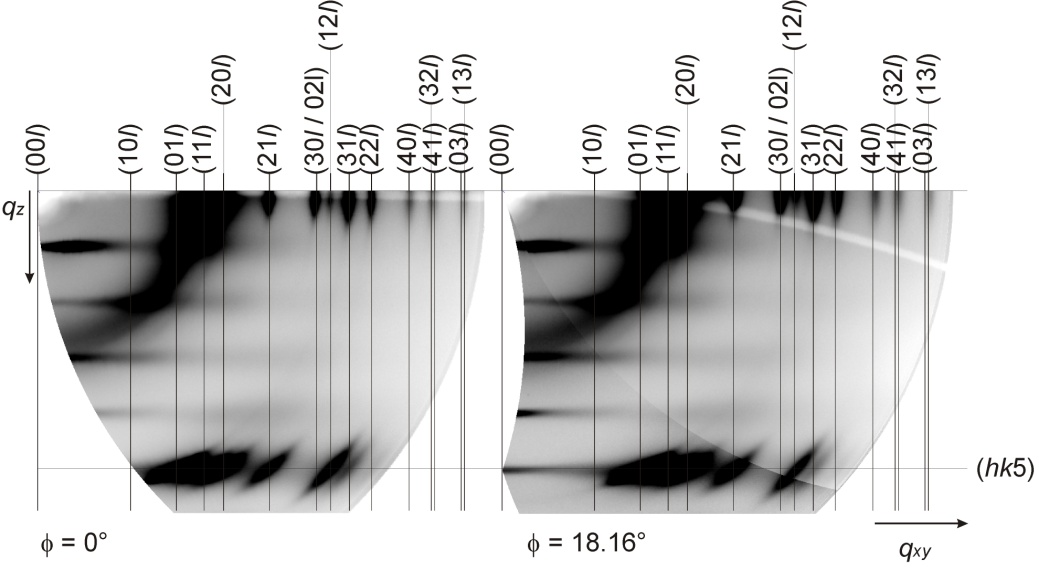 (12l) (12l)
(20l) (32l) (13l) (20l) (32l) (13l)
(00l) (10l) (01l) (11l) (21l) (30l / 02l) (31l) (22l) (40l) (41l) (03l) (00l) (10l) (01l) (11l) (21l) (30l / 02l) (31l) (22l) (40l) (41l) (03l)
qz
(hk5)
ϕ = 0° ϕ = 18.16° qxy